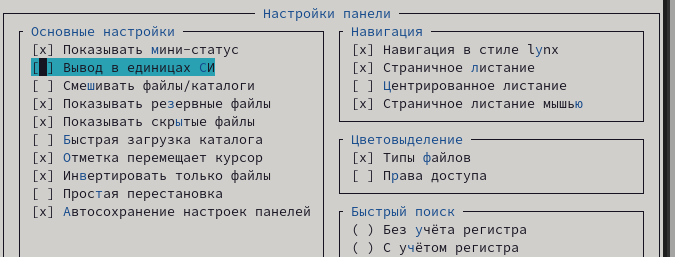 Настройки панели
Основные настройки
[x] Показывать мини-статус
[ ] Вывод в единицах СИ
[ ] Смешивать файлы/каталоги
[x] Показывать резервные файлы
[x] Показывать скрытые файлы
[ ] Быстрая загрузка каталога
[x] Отметка перемещает курсор
[x] Инвертировать только файлы
[ ] Простая перестановка
[x] Автосохранение настроек панелей
Навигация
[x] Навигация в стиле lynx
[x] Страничное листание
[ ] Центрированное листание
[x] Страничное листание мышью
Цветовыделение
[x] Типы файлов
[ ] Права доступа
Быстрый поиск
( ) Без учёта регистра
( ) С учётом регистра